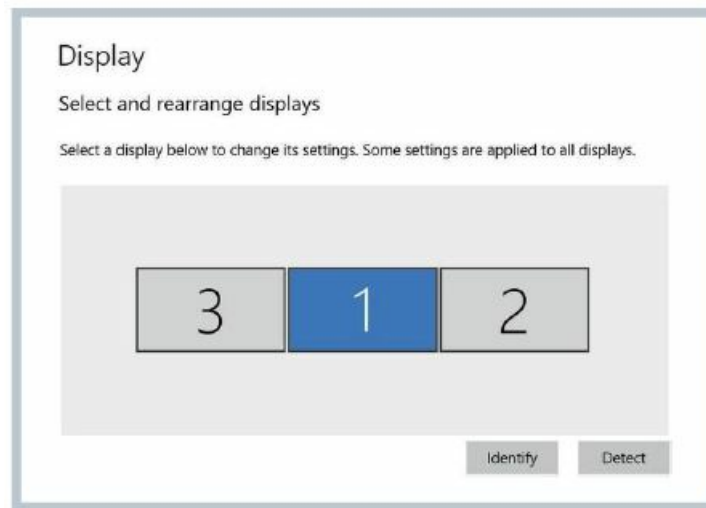 Display
Select and rearrange displays
Select a display below to change its settings. Some settings are applied to all displays.
3 1 2
Identify Detect